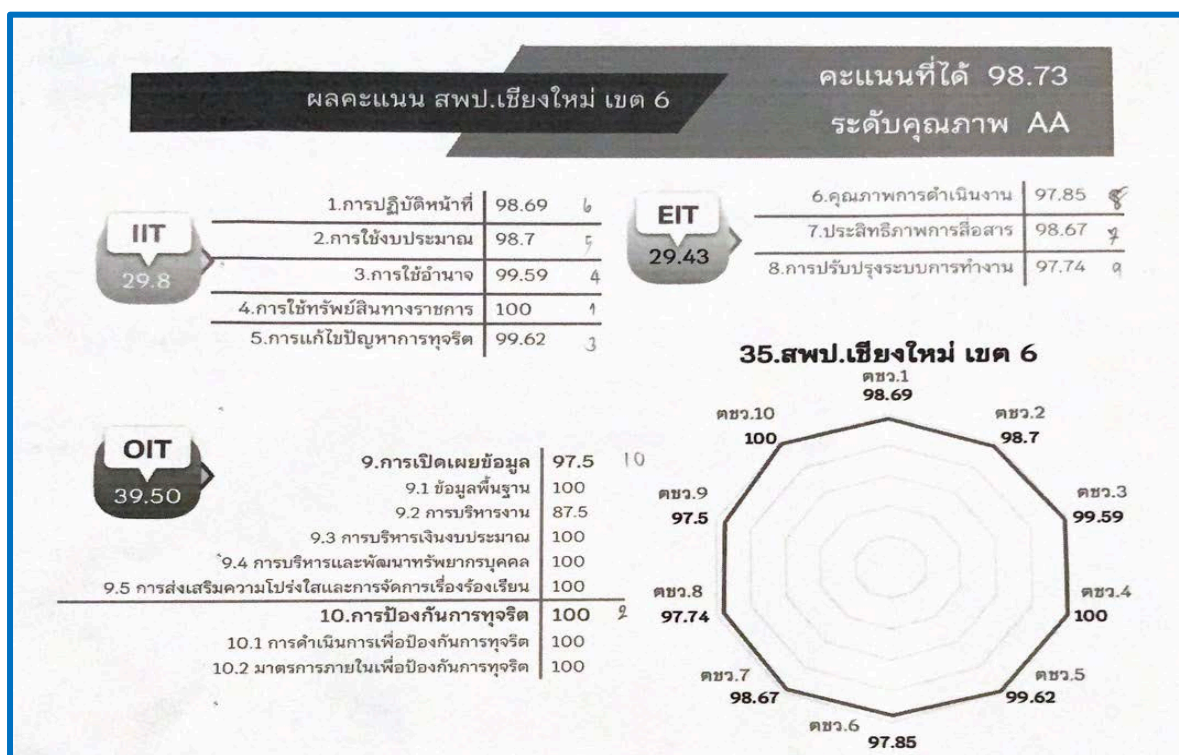 ผลคะแนน สพป.เชียงใหม่ เขต 6
คะแนนที่ได้ 98.73
ระดับคุณภาพ AA
IIT
29.8
1.การปฏิบัติหน้าที่ 98.69 6
2.การใช้งบประมาณ 98.7 5
3.การใช้อำนาจ 99.59 4
4.การใช้ทรัพย์สินทางราชการ 100 1
5.การแก้ไขปัญหาการทุจริต 99.62 3
EIT
29.43
6.คุณภาพการดำเนินงาน 97.85 8
7.ประสิทธิภาพการสื่อสาร 98.67 7
8.การปรับปรุงระบบการทำงาน 97.74 9
OIT
39.50
9.การเปิดเผยข้อมูล 97.5 10
9.1 ข้อมูลพื้นฐาน 100
9.2 การบริหารงาน 87.5
9.3 การบริหารเงินงบประมาณ 100
9.4 การบริหารและพัฒนาทรัพยากรบุคคล 100
9.5 การส่งเสริมความโปร่งใสและการจัดการเรื่องร้องเรียน 100
10.การป้องกันการทุจริต 100 2
10.1 การดำเนินการเพื่อป้องกันการทุจริต 100
10.2 มาตรการภายในเพื่อป้องกันการทุจริต 100
35.สพป.เชียงใหม่ เขต 6
ตชว.1
98.69
ตชว.2
98.7
ตชว.3
99.59
ตชว.4
100
ตชว.5
99.62
ตชว.6
97.85
ตชว.7
98.67
ตชว.8
97.74
ตชว.9
97.5
ตชว.10
100